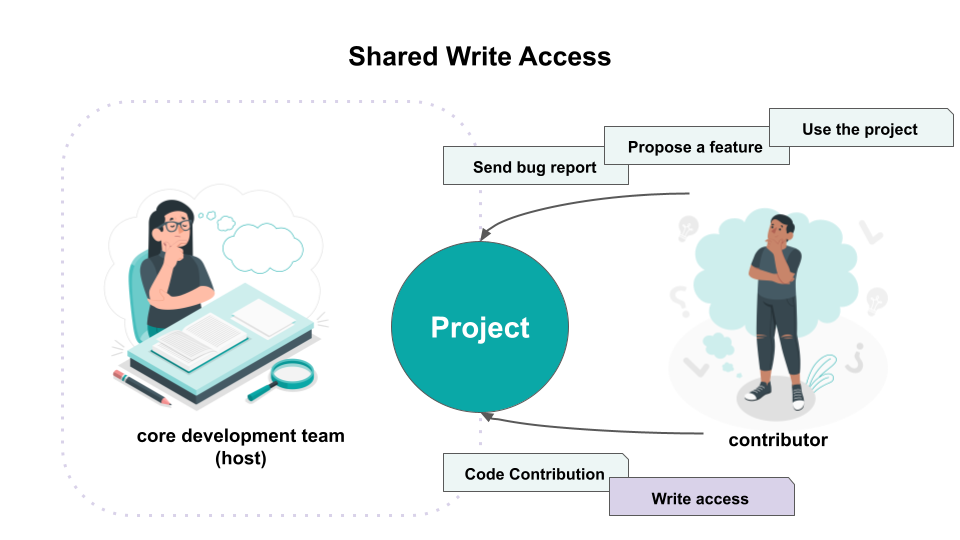 Shared Write Access
Use the project
Propose a feature
Send bug report
Project
core development team
(host)
contributor
Code Contribution
Write access